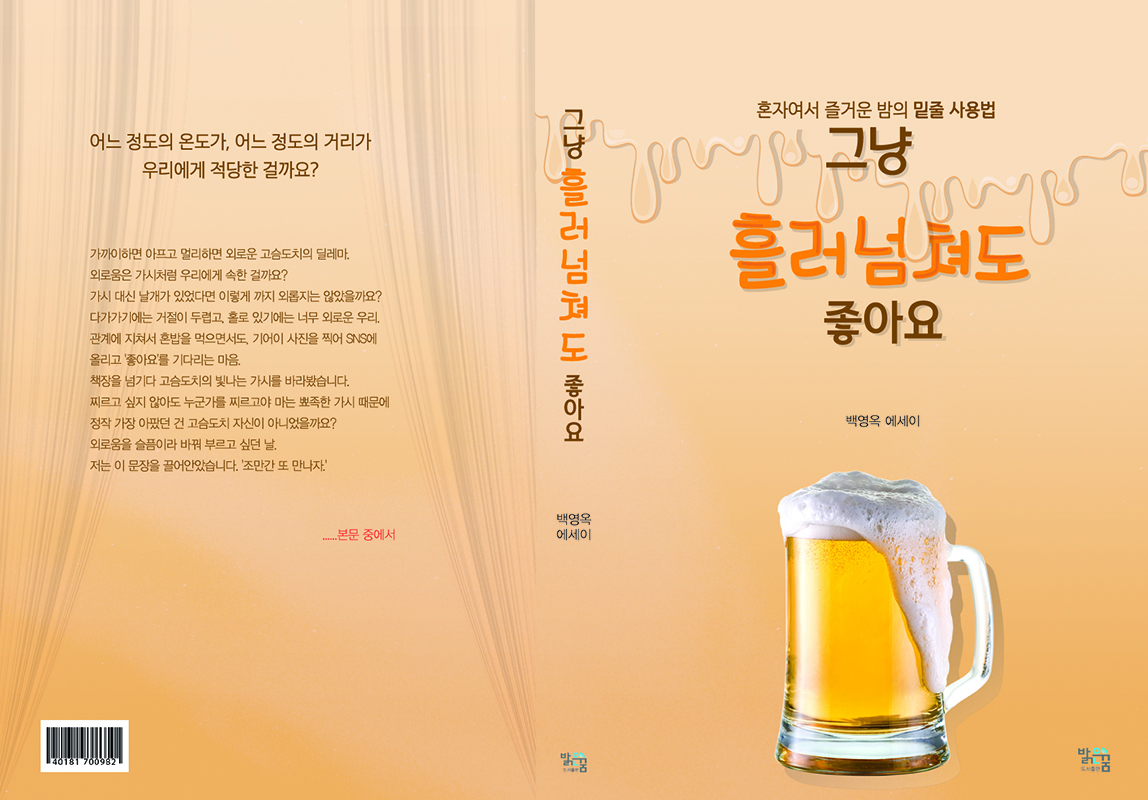 어느 정도의 온도가, 어느 정도의 거리가
우리에게 적당한 걸까요?
가까이하면 아프고 멀리하면 외로운 고슴도치의 딜레마.
외로움은 가시처럼 우리에게 속한 걸까요?
가시 대신 날개가 있었다면 이렇게 까지 외롭지는 않았을까요?
다가가기에는 거절이 두렵고, 홀로 있기에는 너무 외로운 우리.
관계에 지쳐서 혼밥을 먹으면서도, 기어이 사진을 찍어 SNS에
올리고 '좋아요'를 기다리는 마음.
책장을 넘기다 고슴도치의 빛나는 가시를 바라봤습니다.
찌르고 싶지 않아도 누군가를 찌르고야 마는 뾰족한 가시 때문에
정작 가장 아팠던 건 고슴도치 자신이 아니었을까요?
외로움을 슬픔이라 바꿔 부르고 싶던 날.
저는 이 문장을 끌어안았습니다. '조만간 또 만나자.'
......본문 중에서
40181 700982
그냥
흘러넘쳐도
좋아요
백영옥
에세이
밝은꿈
도서출판
혼자여서 즐거운 밤의 밑줄 사용법
그냥
흘러넘쳐도
좋아요
백영옥 에세이
밝은꿈
도서출판